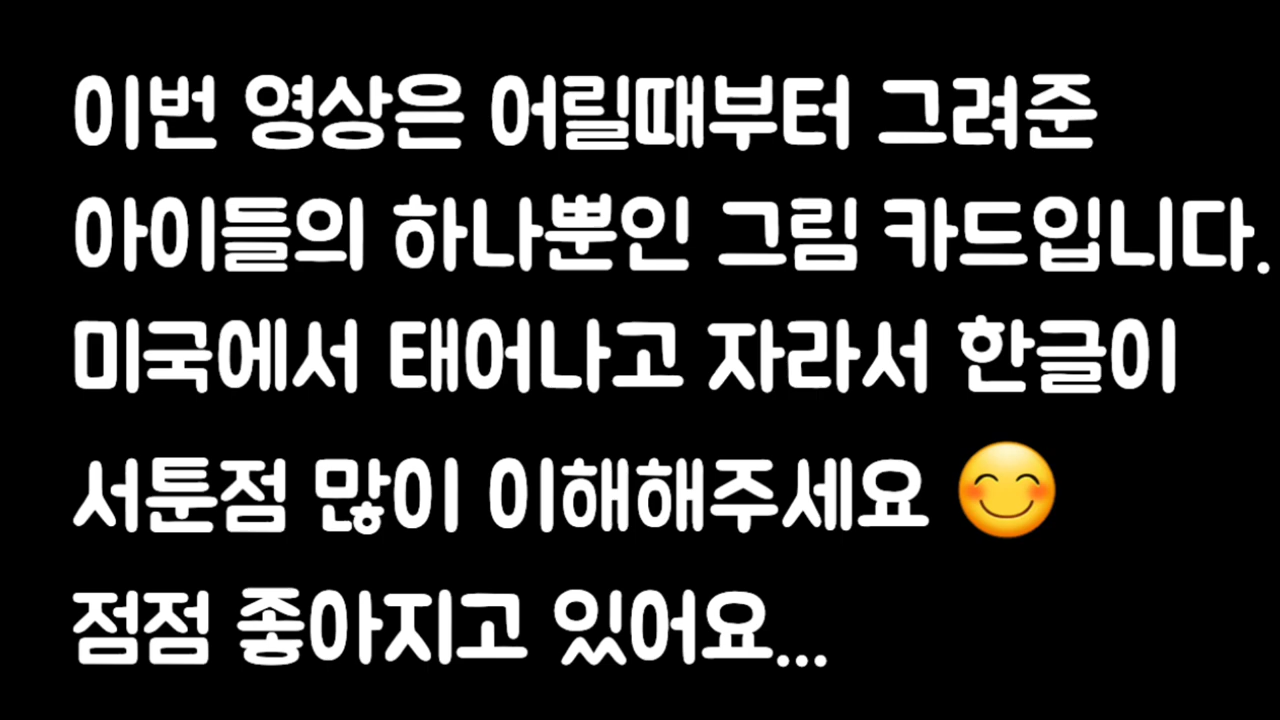 이번 영상은 어릴때부터 그려준
아이들의 하나뿐인 그림 카드입니다.
미국에서 태어나고 자라서 한글이
서툰점 많이 이해해주세요 😊
점점 좋아지고 있어요...